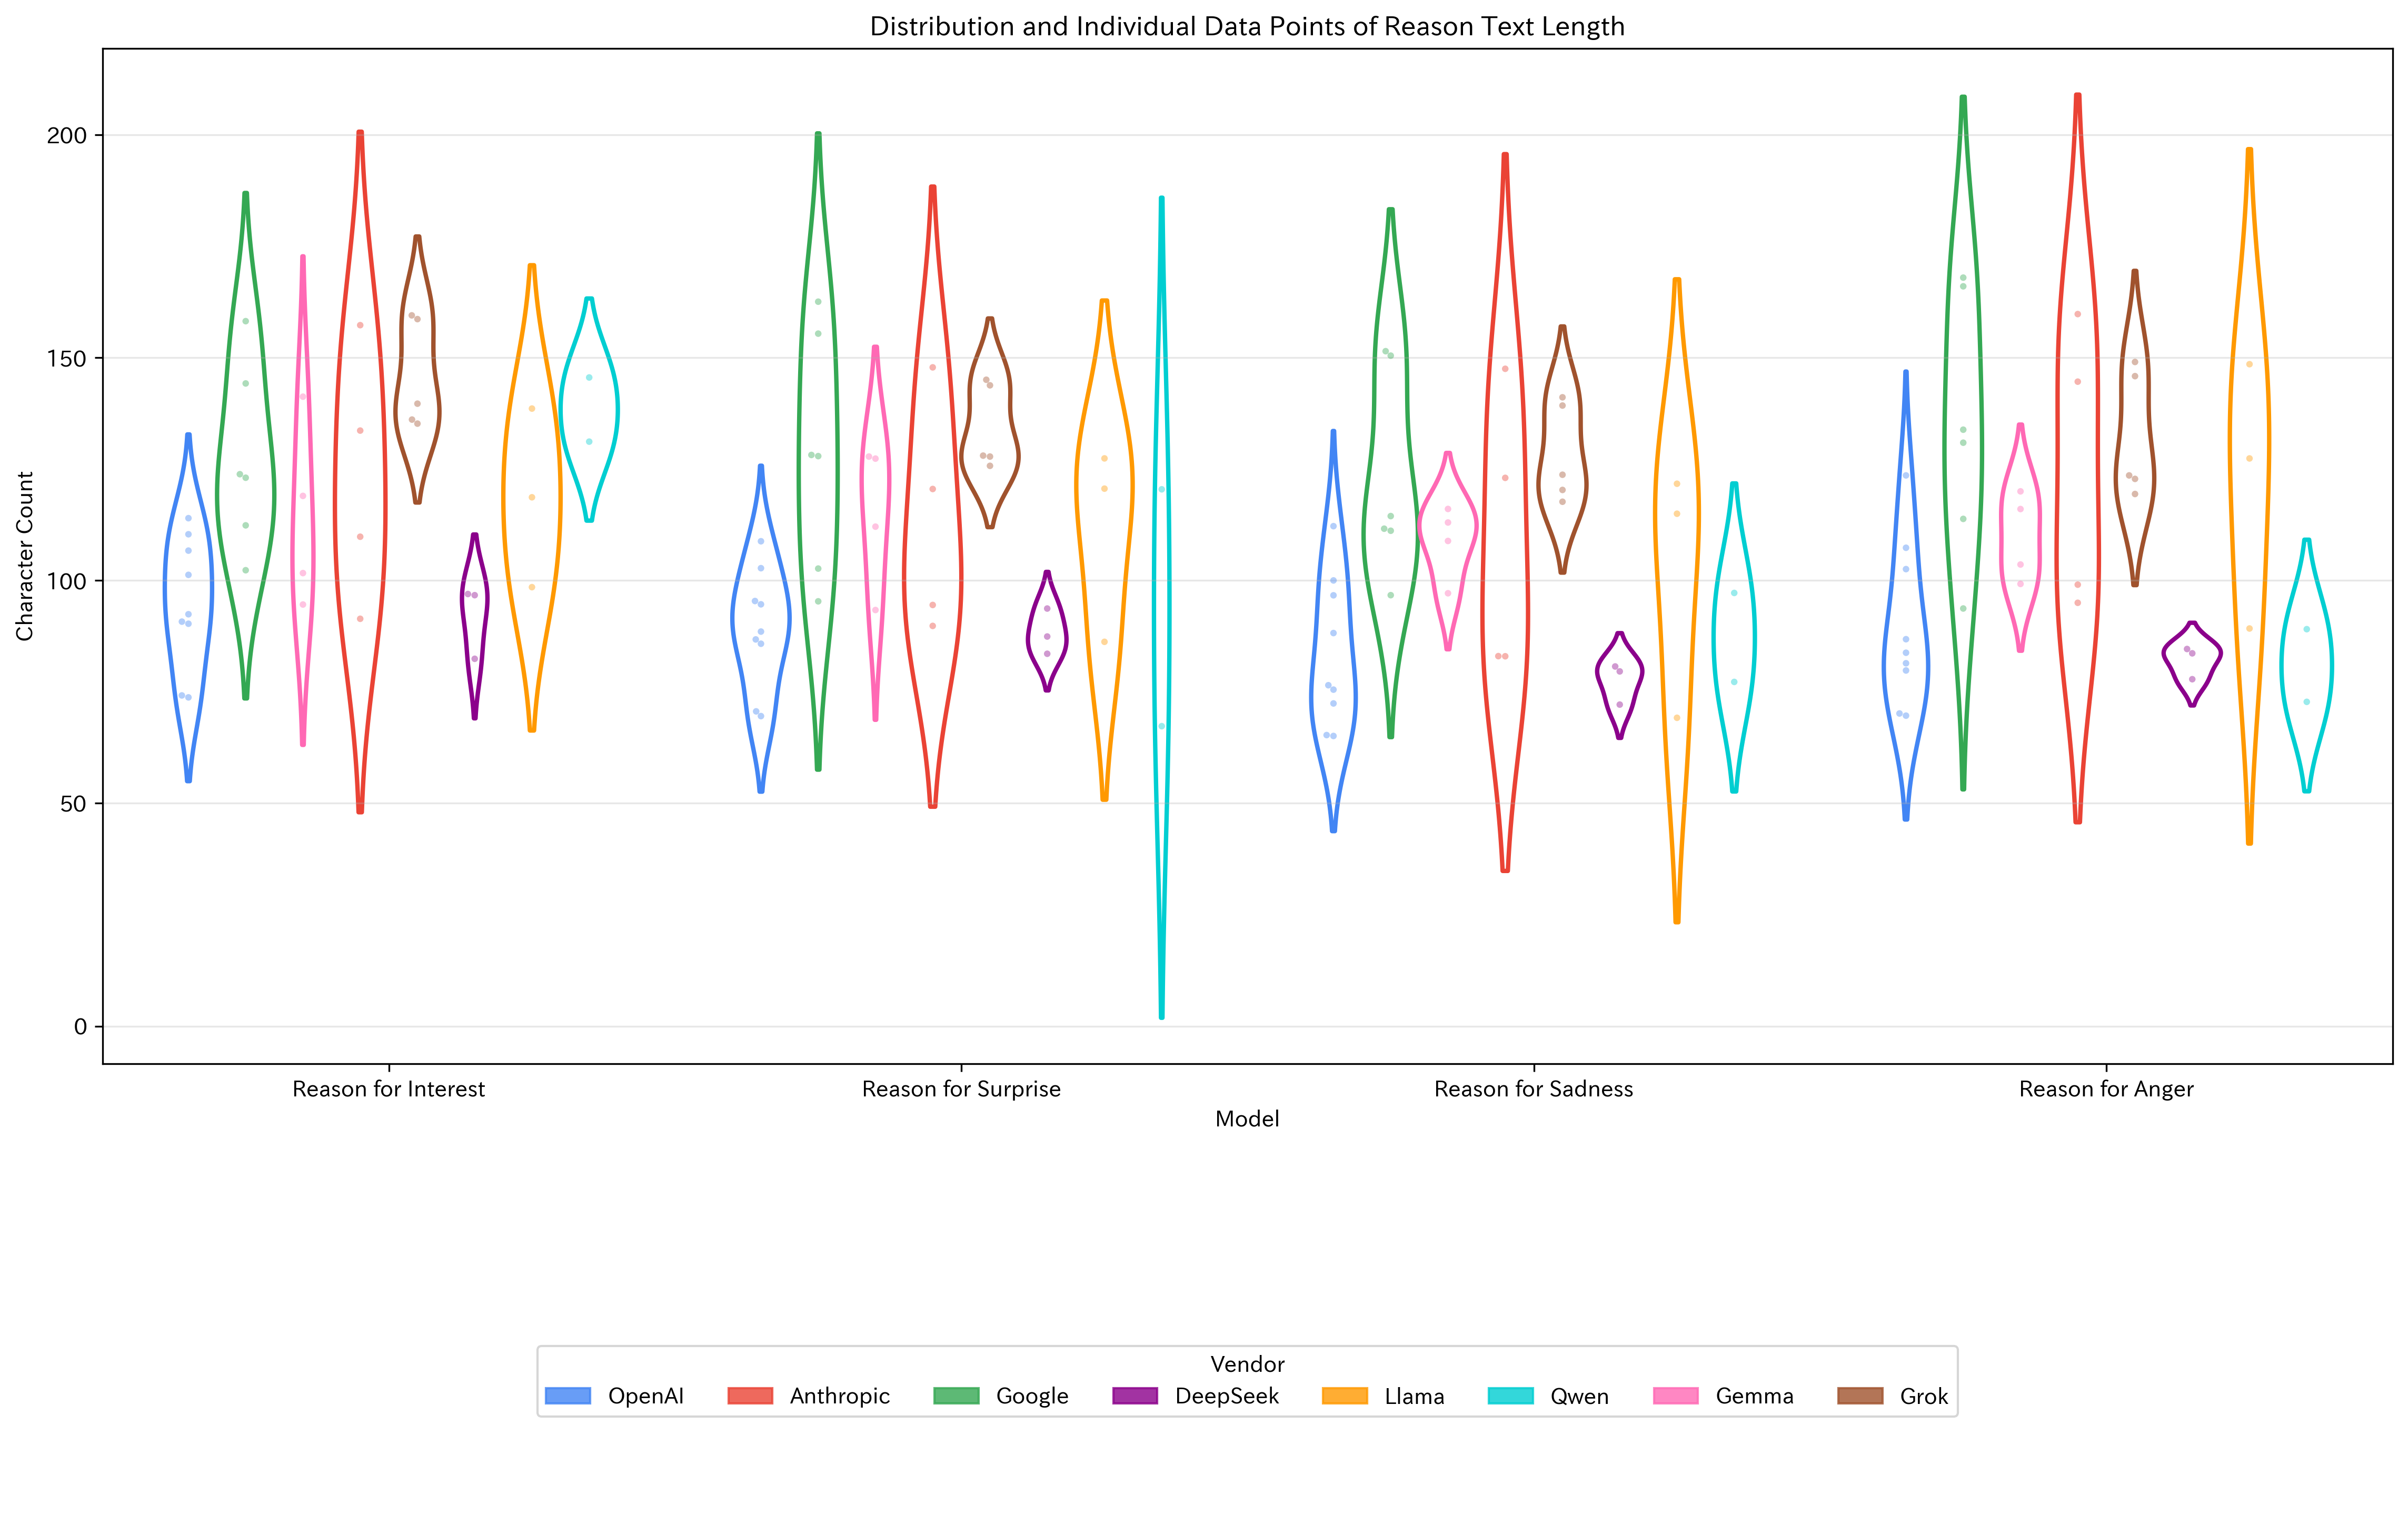 Distribution and Individual Data Points of Reason Text Length
Character Count
200
150
100
50
0
Reason for Interest
Reason for Surprise
Reason for Sadness
Reason for Anger
Model
Vendor
OpenAI Anthropic Google DeepSeek Llama Qwen Gemma Grok